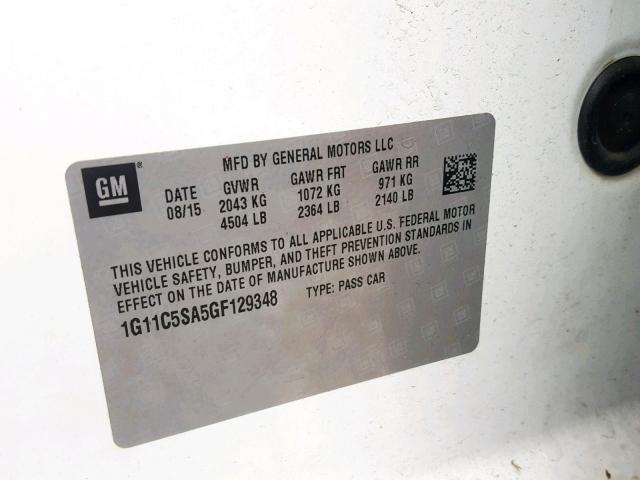 MFD BY GENERAL MOTORS LLC
GM ®
DATE GVWR GAWR FRT GAWR RR
08/15 2043 KG 1072 KG 971 KG
4504 LB 2364 LB 2140 LB
THIS VEHICLE CONFORMS TO ALL APPLICABLE U.S. FEDERAL MOTOR
VEHICLE SAFETY, BUMPER, AND THEFT PREVENTION STANDARDS IN
EFFECT ON THE DATE OF MANUFACTURE SHOWN ABOVE.
1G11C5SA5GF129348 TYPE: PASS CAR